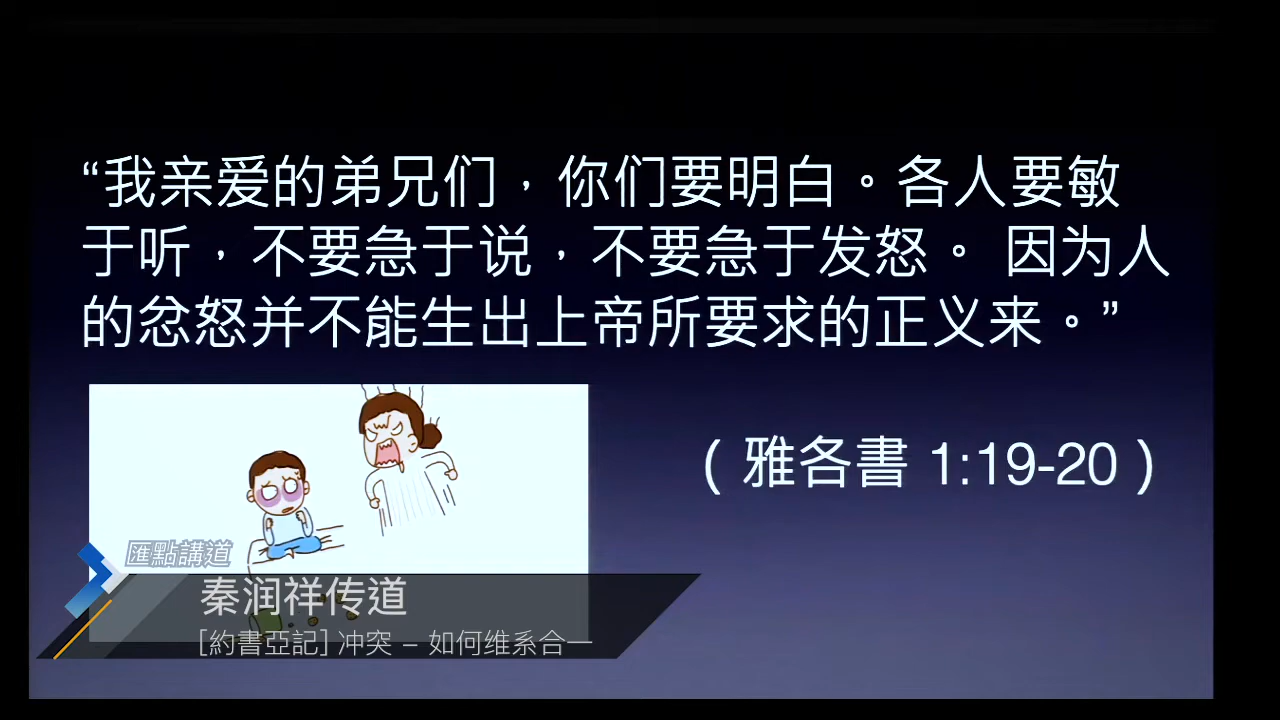 “我亲爱的弟兄们，你们要明白。各人要敏
于听，不要急于说，不要急于发怒。 因为人
的忿怒并不能生出上帝所要求的正义来。”
（雅各書 1:19-20）
匯點講道
秦润祥传道
[約書亞記] 冲突 – 如何维系合一